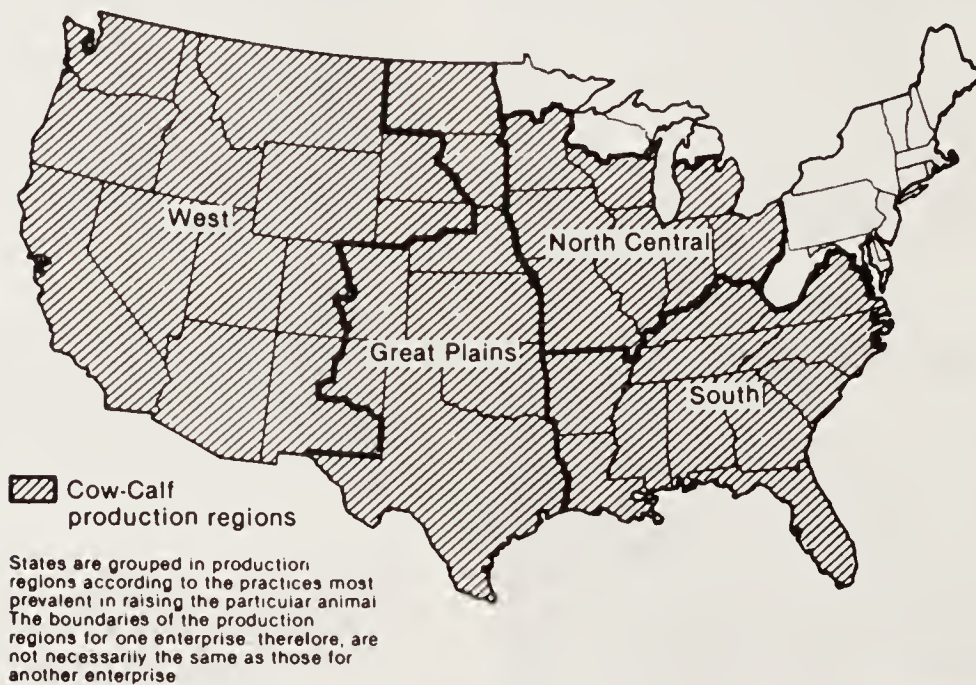 West
North Central
Great Plains
South
Cow-Calf
production regions
States are grouped in production
regions according to the practices most
prevalent in raising the particular animal
The boundaries of the production
regions for one enterprise therefore, are
not necessarily the same as those for
another enterprise